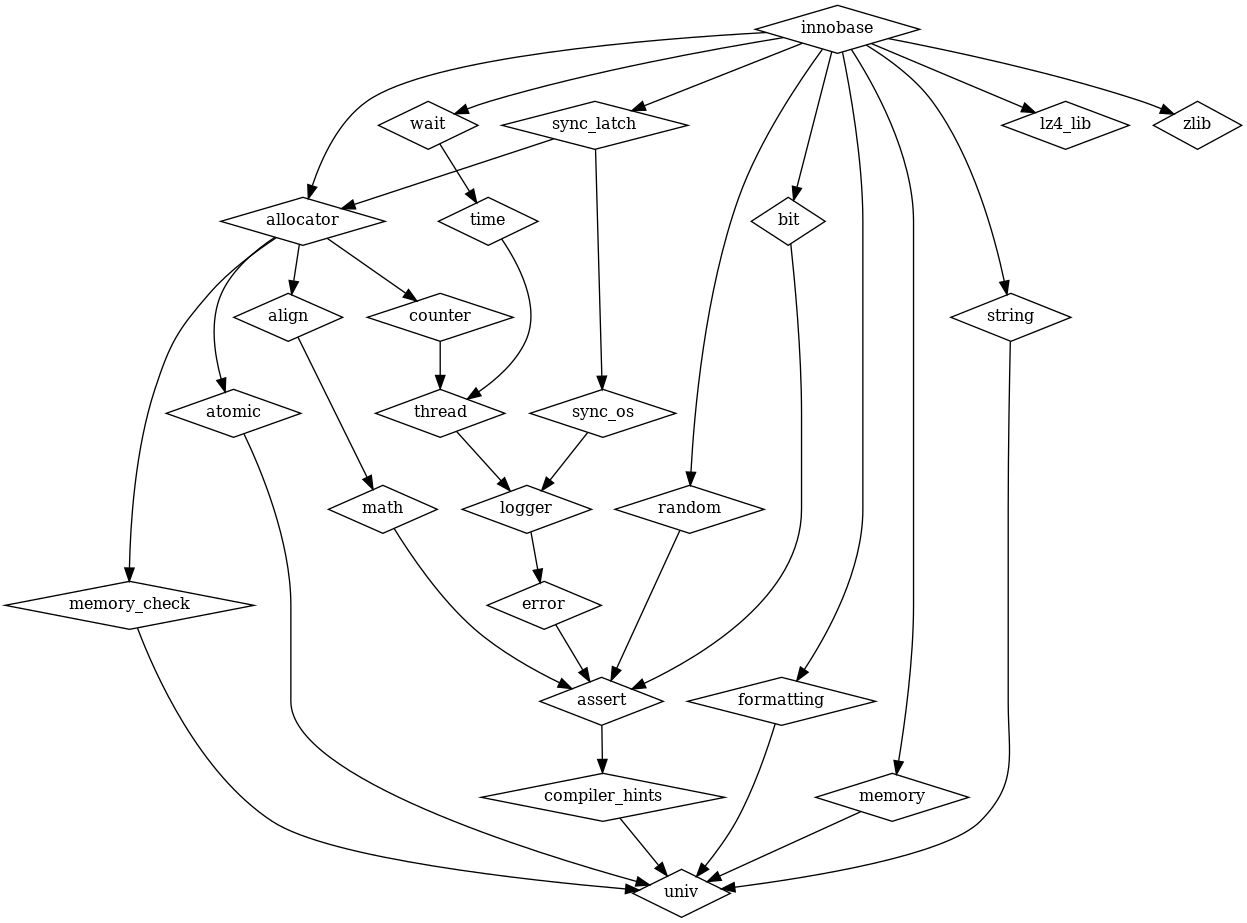 innobase
wait
sync_latch
lz4_lib
zlib
allocator
time
bit
align
counter
string
atomic
thread
sync_os
math
logger
random
memory_check
error
assert
formatting
compiler_hints
memory
univ